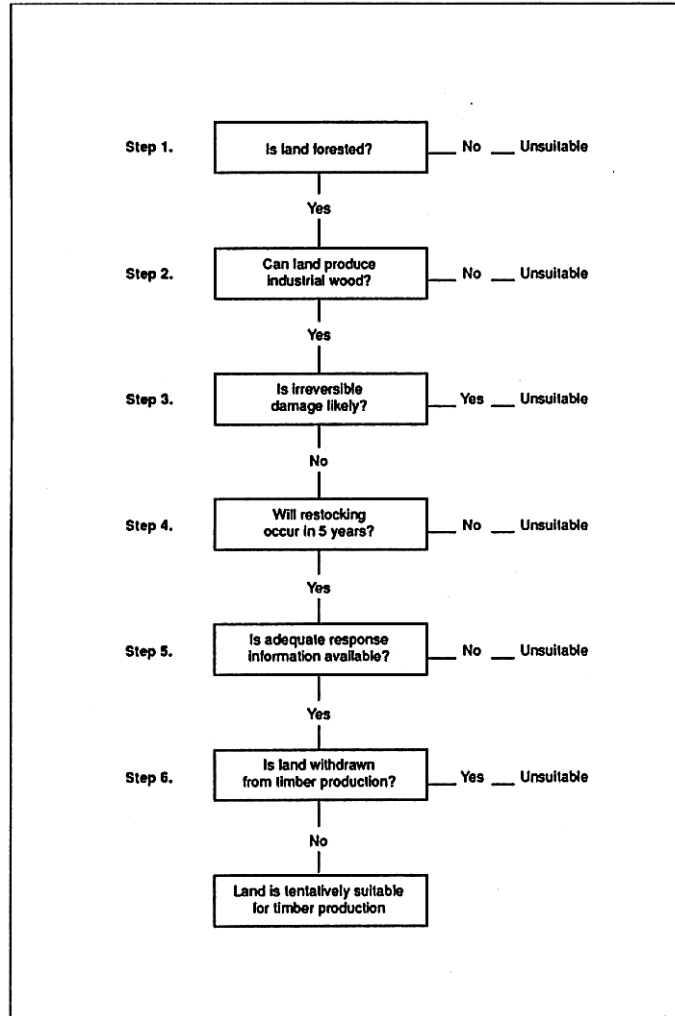 Step 1.
Is land forested?
No
Unsuitable
Yes
Step 2.
Can land produce
industrial wood?
No
Unsuitable
Yes
Step 3.
Is irreversible
damage likely?
Yes
Unsuitable
No
Step 4.
Will restocking
occur in 5 years?
No
Unsuitable
Yes
Step 5.
Is adequate response
information available?
No
Unsuitable
Yes
Step 6.
Is land withdrawn
from timber production?
Yes
Unsuitable
No
Land is tentatively suitable
for timber production